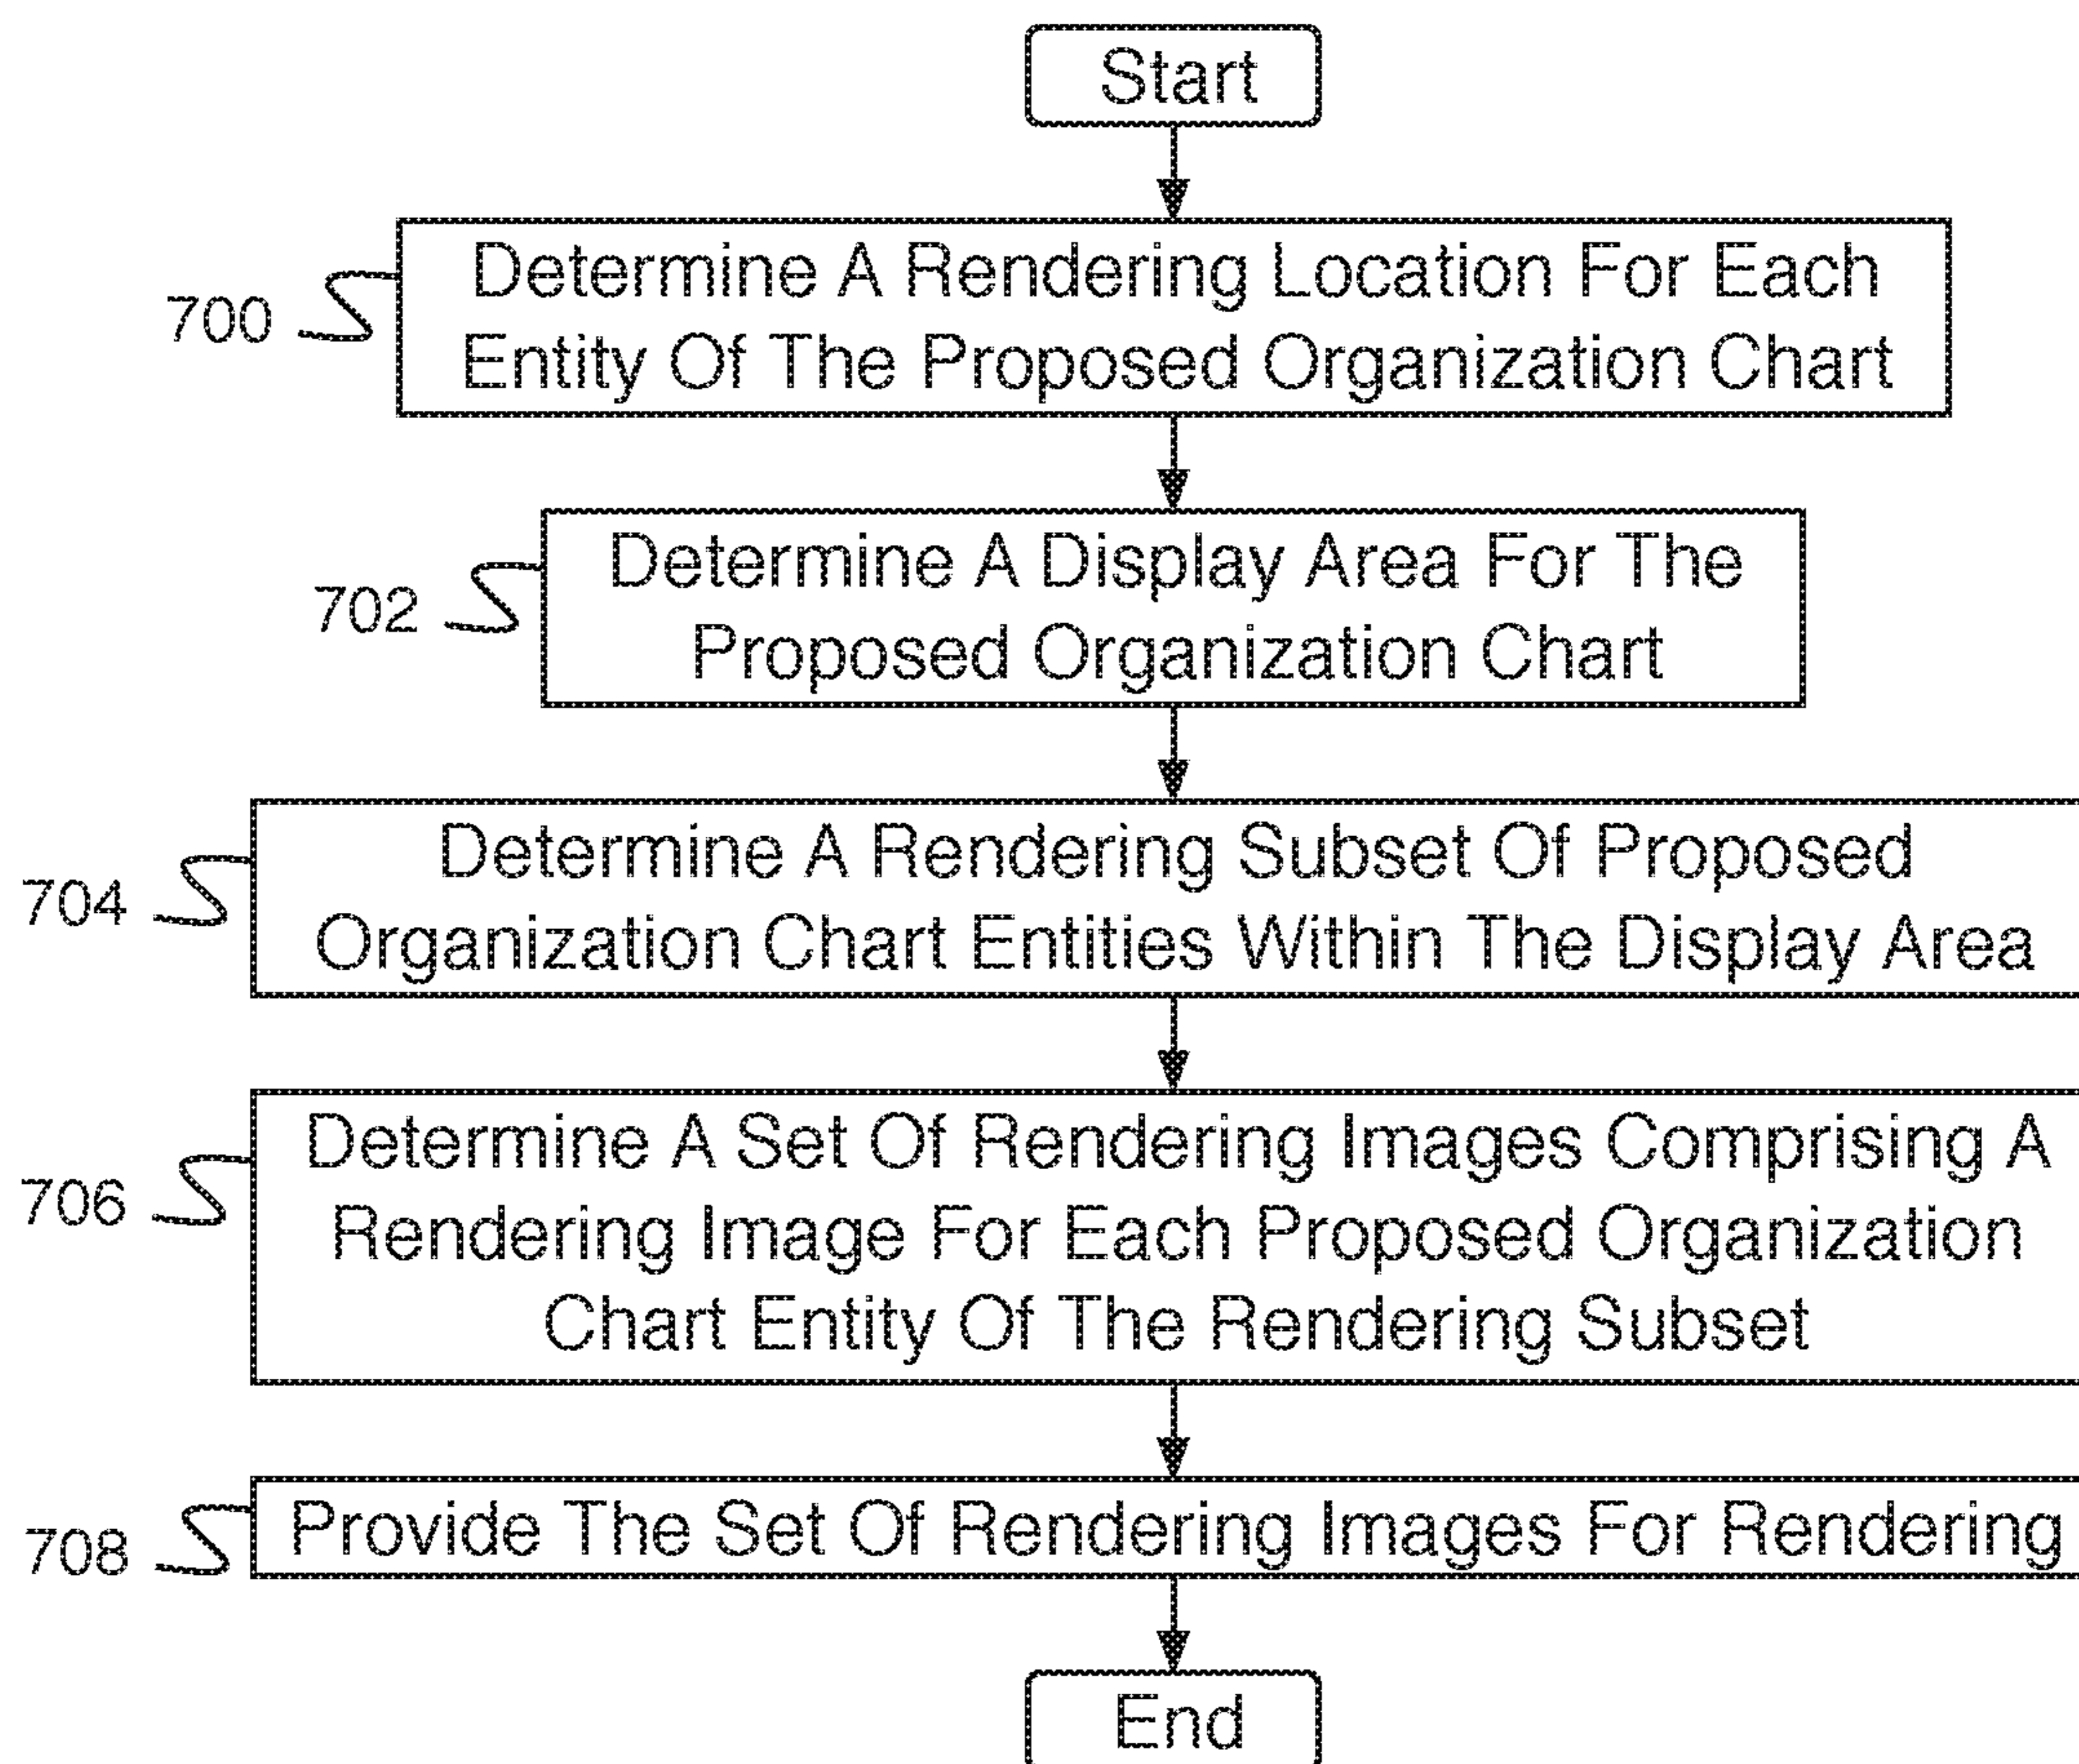 Start
700
Determine A Rendering Location For Each
Entity Of The Proposed Organization Chart
702
Determine A Display Area For The
Proposed Organization Chart
704
Determine A Rendering Subset Of Proposed
Organization Chart Entities Within The Display Area
706
Determine A Set Of Rendering Images Comprising A
Rendering Image For Each Proposed Organization
Chart Entity Of The Rendering Subset
708
Provide The Set Of Rendering Images For Rendering
End